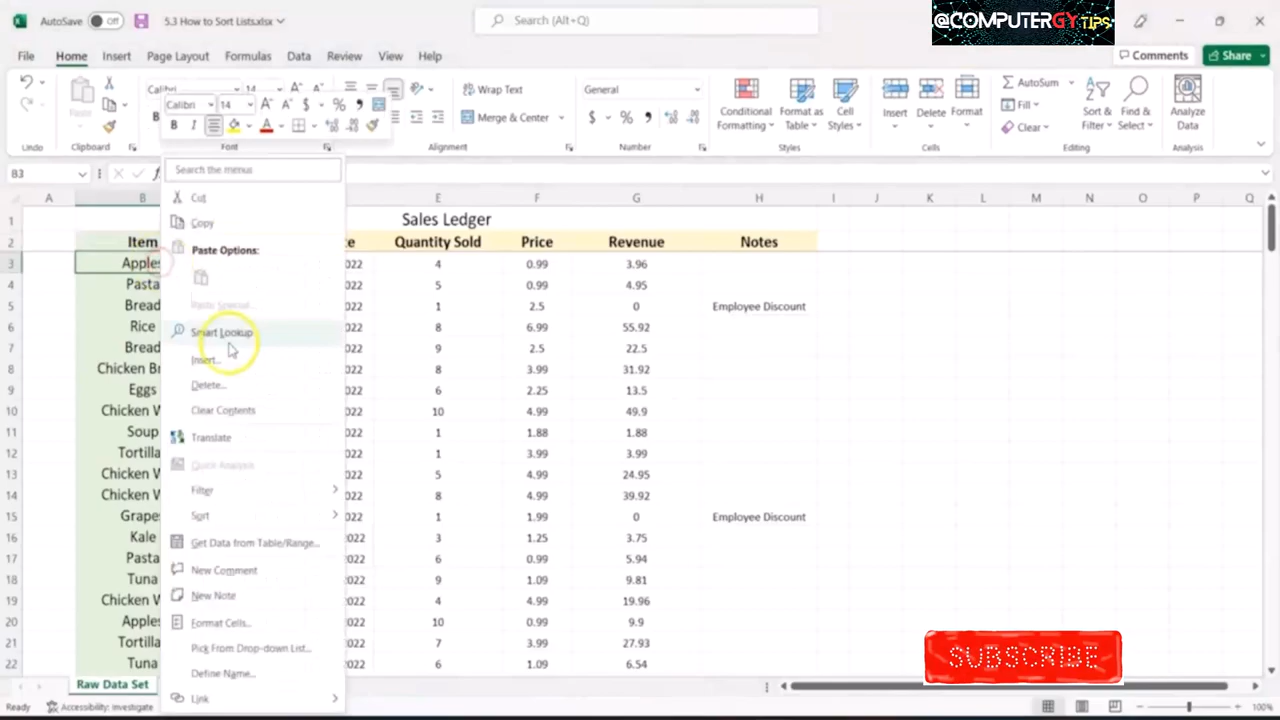 AutoSave Off 5.3 How to Sort Lists.xlsx Search (Alt+Q) @COMPUTERGY TIPS
File Home Insert Page Layout Formulas Data Review View Help Comments Share
Calibri 14 Wrap Text General AutoSum
Calibri 14 $ % Fill
Paste B Merge & Center $ % Conditional Formatting Format as Table Cell Styles Insert Delete Format Clear Sort & Filter Find & Select Analyze Data
B I A
Undo Clipboard Font Alignment Number Styles Cells Editing Analysis
B3
Search the menus
Cut
Copy
Paste Options:
Paste Special...
Smart Lookup
Insert...
Delete...
Clear Contents
Translate
Quick Analysis
Filter
Sort
Get Data from Table/Range...
New Comment
New Note
Format Cells...
Pick From Drop-down List...
Define Name...
Link
A B E F G H I J K L M N O P Q
1 Sales Ledger
2 Item Quantity Sold Price Revenue Notes
3 Apples 022 4 0.99 3.96
4 Pasta 022 5 0.99 4.95
5 Bread 022 5 2.5 0 Employee Discount
6 Rice 022 8 6.99 55.92
7 Bread 022 9 2.5 22.5
8 Chicken Br 022 8 3.99 31.92
9 Eggs 022 6 2.25 13.5
10 Chicken W 022 10 4.99 49.9
11 Soup 022 1 1.88 1.88
12 Tortilla 022 1 3.99 3.99
13 Chicken W 022 5 4.99 24.95
14 Chicken W 022 8 4.99 39.92
15 Grapes 022 1 1.99 0 Employee Discount
16 Kale 022 3 1.25 3.75
17 Pasta 022 6 0.99 5.94
18 Tuna 022 9 1.09 9.81
19 Chicken W 022 4 4.99 19.96
20 Apples 022 10 0.99 9.9
21 Tortilla 022 7 3.99 27.93
22 Tuna 022 6 1.09 6.54
SUBSCRIBE
Raw Data Set
Ready Accessibility: Investigate 100%